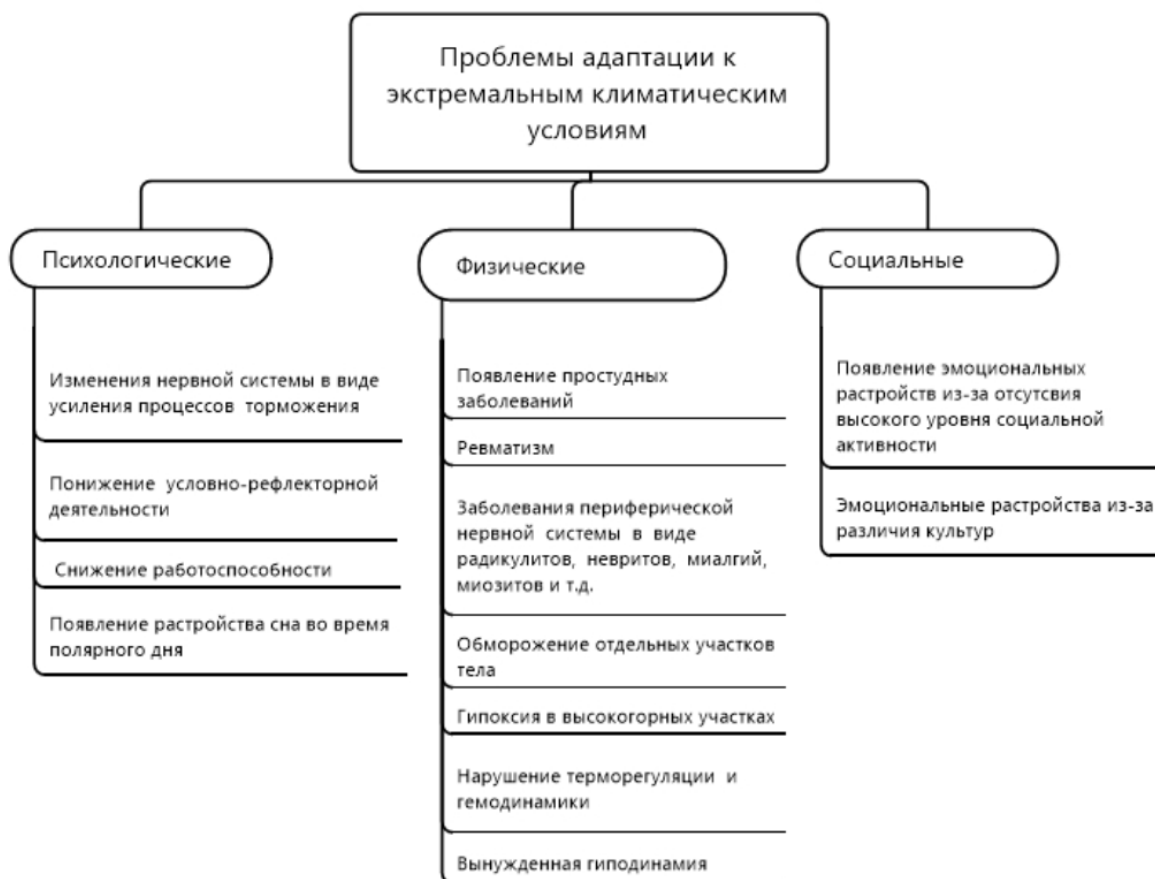 Проблемы адаптации к
экстремальным климатическим
условиям
Психологические
Изменения нервной системы в виде
усиления процессов торможения
Понижение условно-рефлекторной
деятельности
Снижение работоспособности
Появление растройства сна во время
полярного дня
Физические
Появление простудных
заболеваний
Ревматизм
Заболевания периферической
нервной системы в виде
радикулитов, невритов, миалгий,
миозитов и т.д.
Обморожение отдельных участков
тела
Гипоксия в высокогорных участках
Нарушение терморегуляции и
гемодинамики
Вынужденная гиподинамия
Социальные
Появление эмоциональных
растройств из-за отсутсвия
высокого уровня социальной
активности
Эмоциональные растройства из-за
различия культур